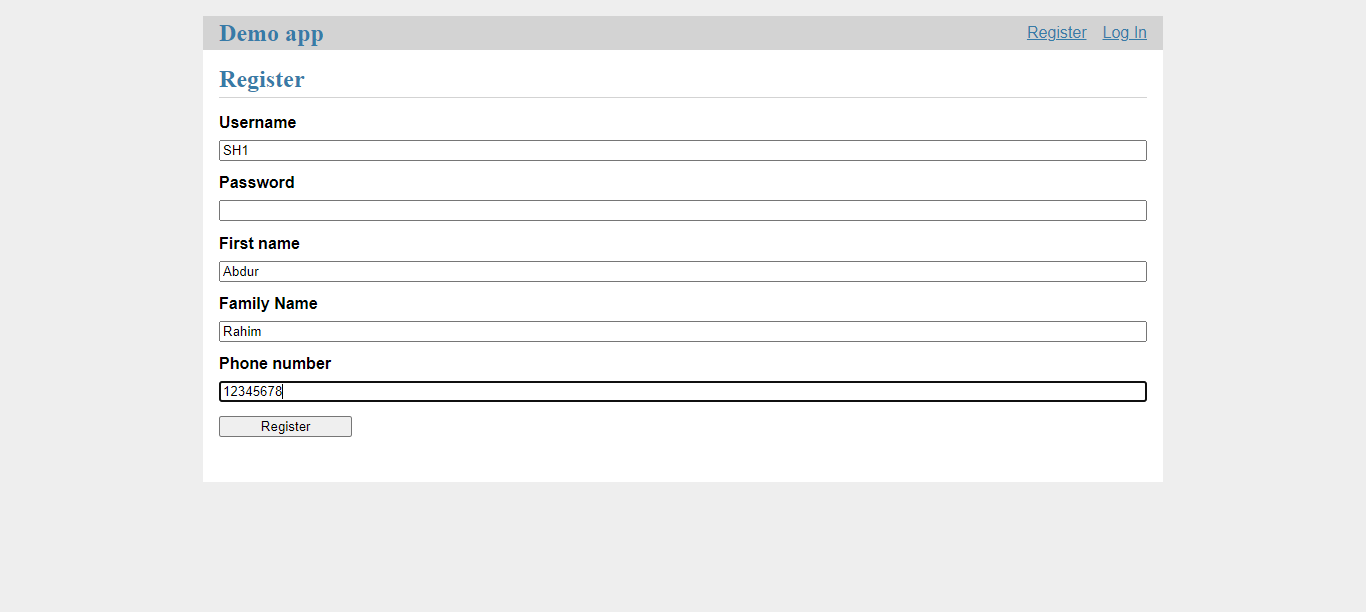 Demo app Register Log In
Register
Username
SH1
Password
First name
Abdur
Family Name
Rahim
Phone number
12345678
Register